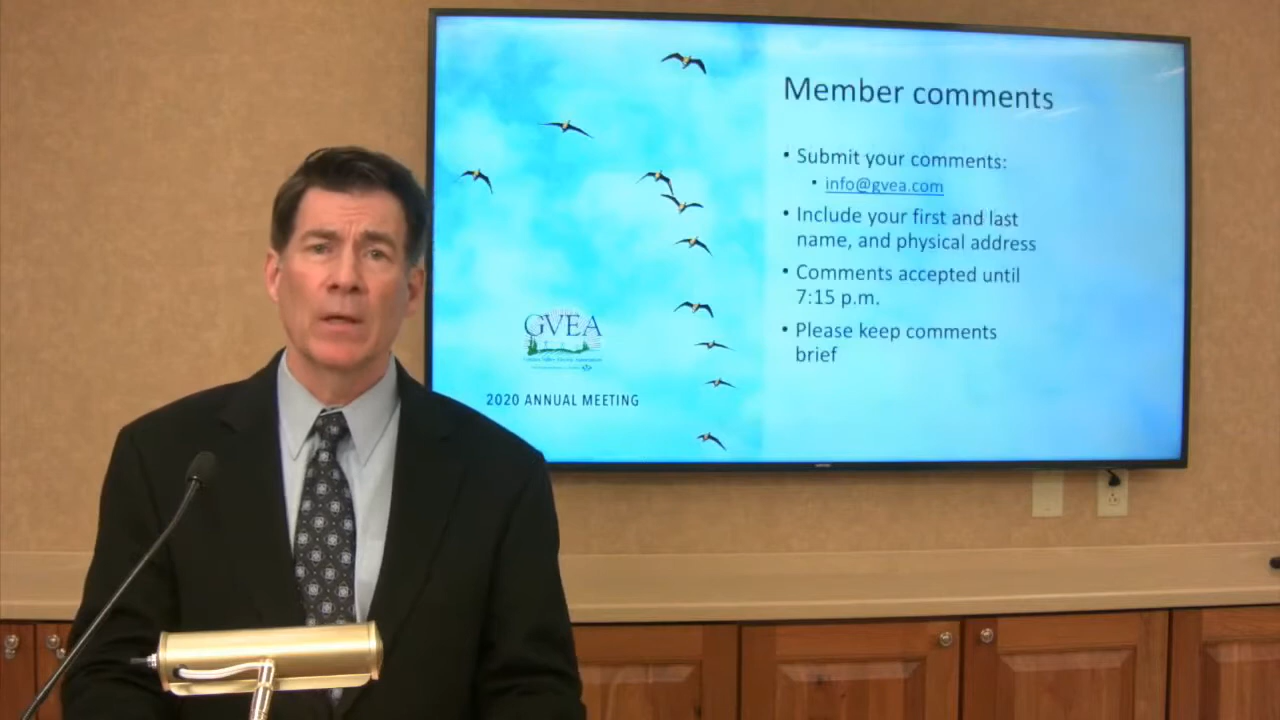 Member comments
• Submit your comments:
• info@gvea.com
• Include your first and last
name, and physical address
• Comments accepted until
7:15 p.m.
• Please keep comments
brief
GVEA
2020 ANNUAL MEETING